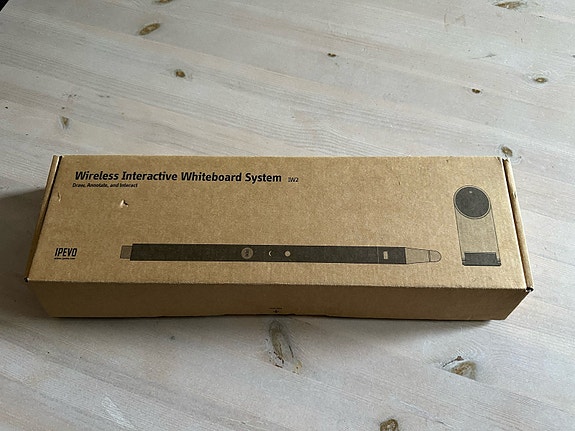 Wireless Interactive Whiteboard System IW2
Draw, Annotate, and Interact
IPEVO